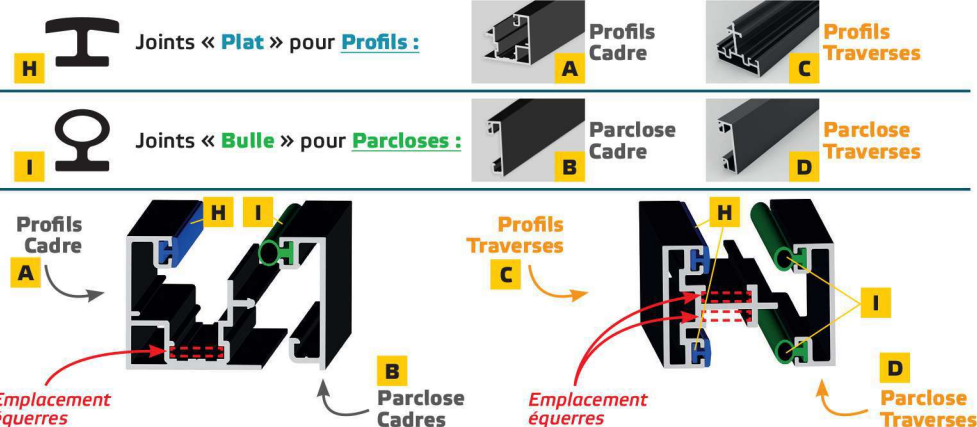 H
Joints « Plat » pour Profils :
A
Profils
Cadre
C
Profils
Traverses
I
Joints « Bulle » pour Parcloses :
B
Parclose
Cadre
D
Parclose
Traverses
Profils
Cadre
A
H
I
Emplacement
équerres
B
Parclose
Cadres
Profils
Traverses
C
H
I
Emplacement
équerres
D
Parclose
Traverses